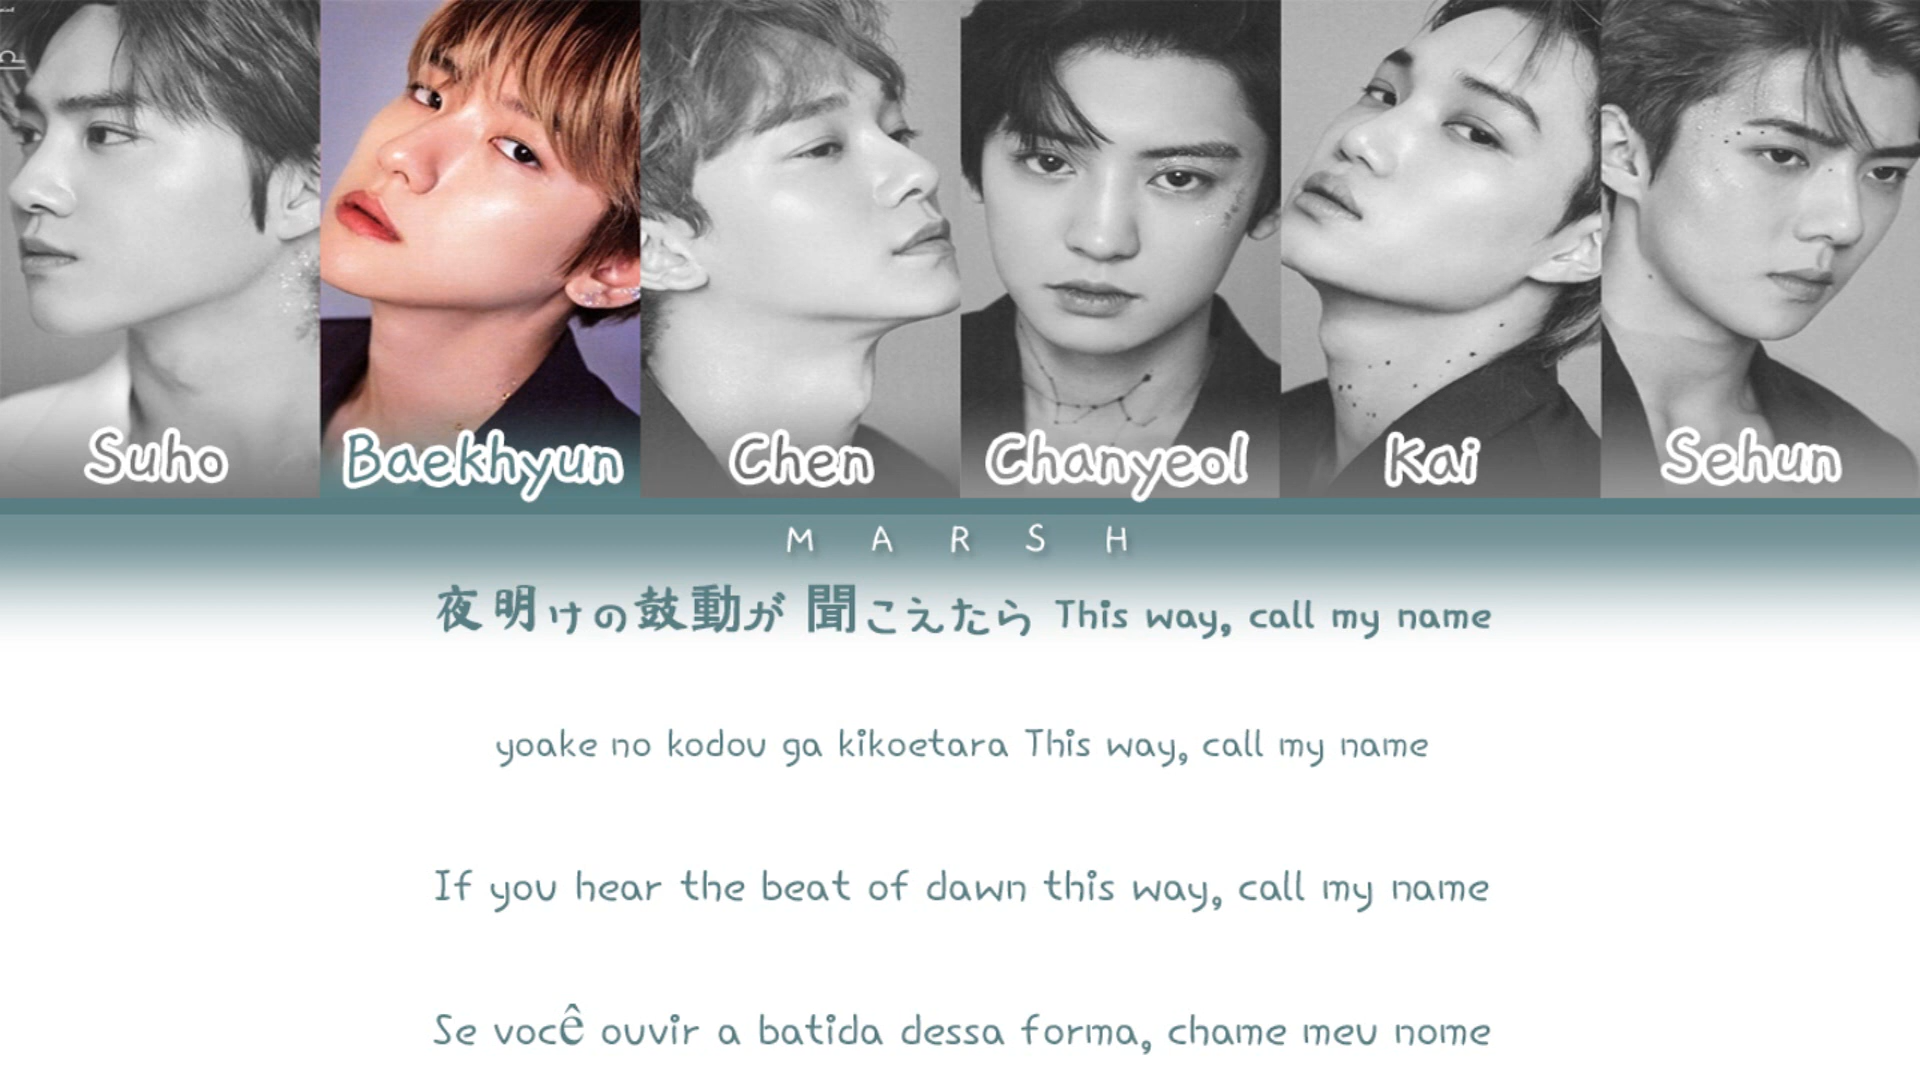 Suho Baekhyun Chen Chanyeol Kai Sehun
MARSH
夜明けの鼓動が 聞こえたら This way, call my name
yoake no kodou ga kikoetara This way, call my name
If you hear the beat of dawn this way, call my name
Se você ouvir a batida dessa forma, chame meu nome